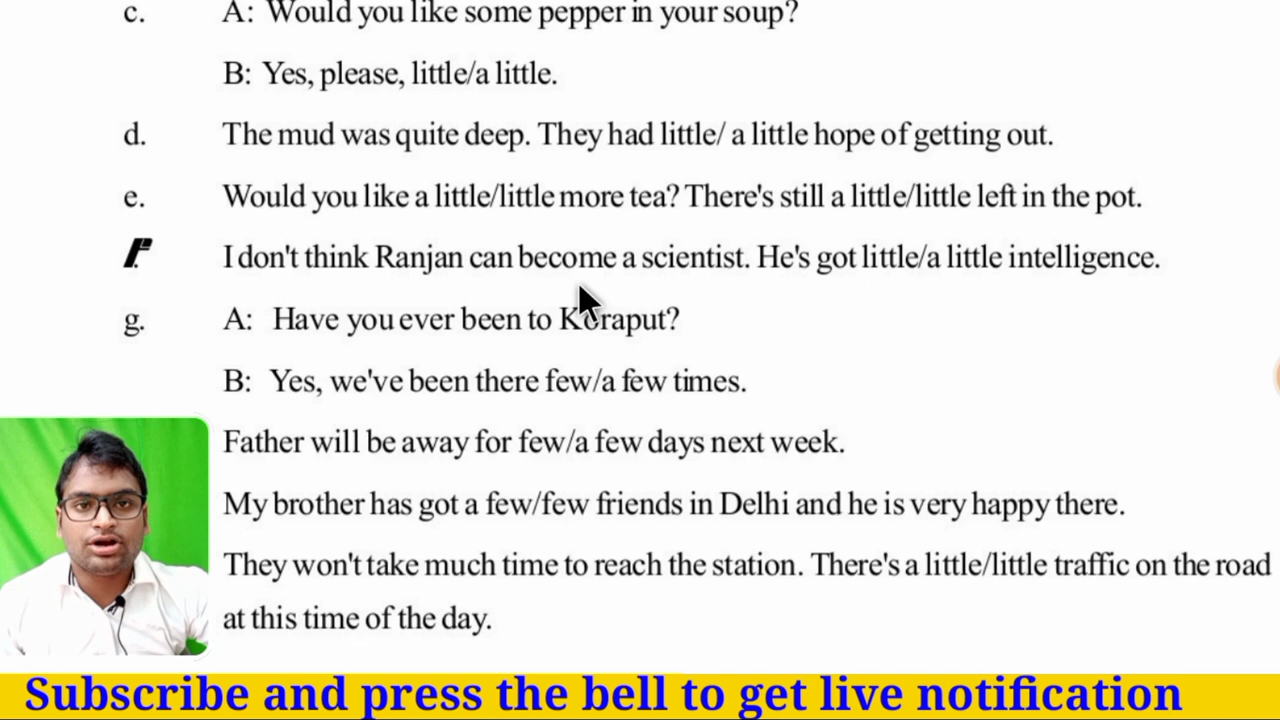 c. A: Would you like some pepper in your soup?
B: Yes, please, little/a little.
d. The mud was quite deep. They had little/ a little hope of getting out.
e. Would you like a little/little more tea? There's still a little/little left in the pot.
I don't think Ranjan can become a scientist. He's got little/a little intelligence.
g. A: Have you ever been to Koraput?
B: Yes, we've been there few/a few times.
Father will be away for few/a few days next week.
My brother has got a few/few friends in Delhi and he is very happy there.
They won't take much time to reach the station. There's a little/little traffic on the road
at this time of the day.
Subscribe and press the bell to get live notification